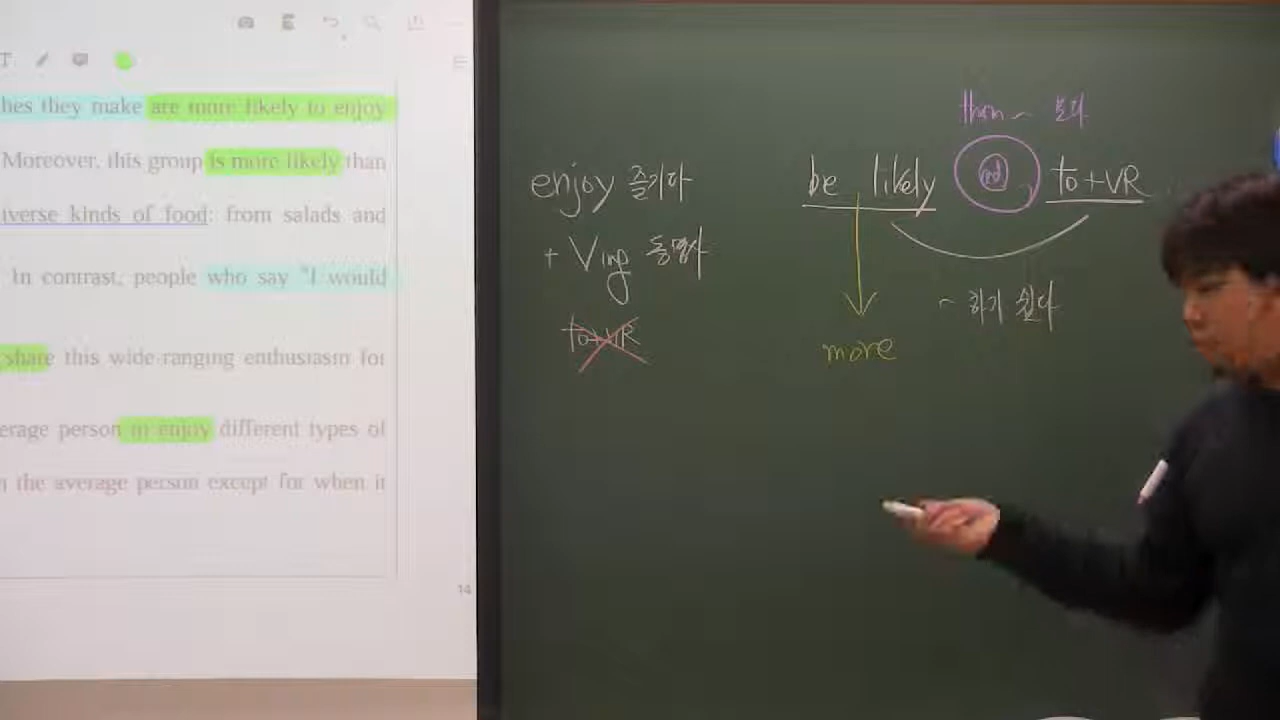 T
hes they make are more likely to enjoy
Moreover, this group is more likely than
iverse kinds of food: from salads and
In contrast, people who say "I would
share this wide-ranging enthusiasm for
erage person to enjoy different types of
n the average person except for when it
14
enjoy 즐기다
+ Ving 동명사
to+VR
than ~ 보다
be likely to+VR
~ 하기 쉽다
more